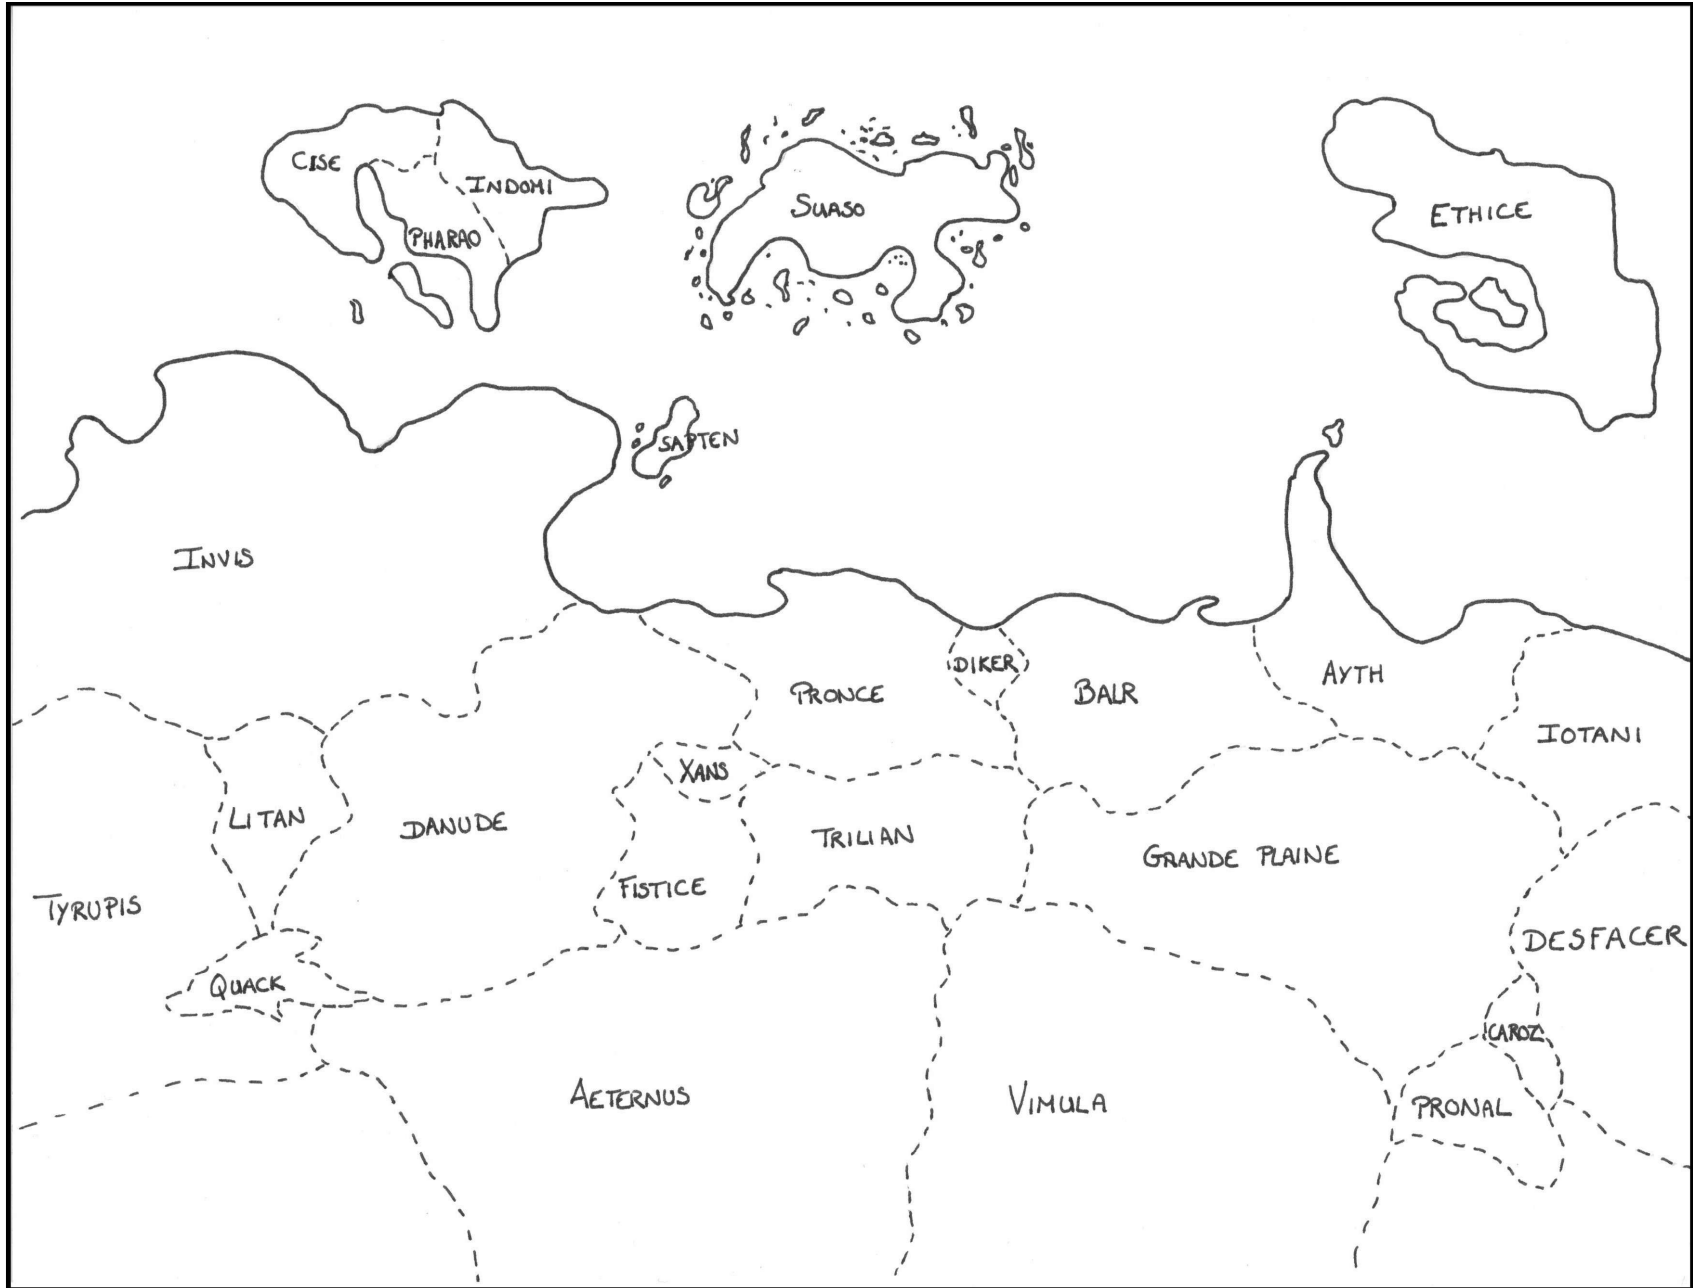 CISE
INDOMI
PHARAO
SUASO
ETHICE
SAPTEN
INVIS
DIKER
PRONCE
BALR
AYTH
IOTANI
XANS
LITAN
DANUDE
TRILIAN
GRANDE PLAINE
FISTICE
TYRUPIS
DESFACER
QUACK
CAROZ
AETERNUS
VIMULA
PRONAL